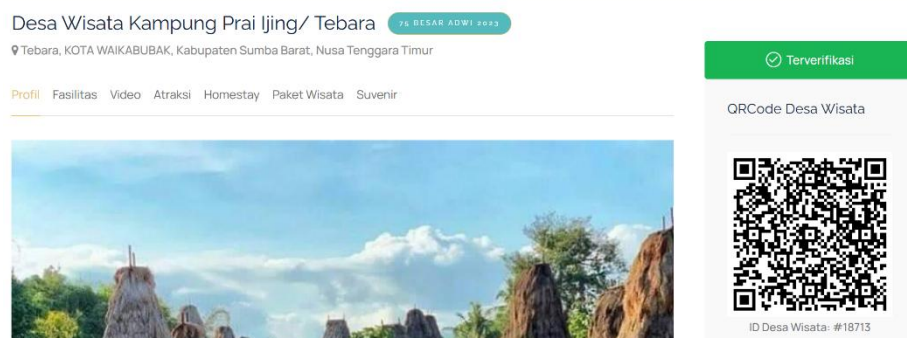 Desa Wisata Kampung Prai Ijing/ Tebara
75 BESAR ADWI 2023
Tebara, KOTA WAIKABUBAK, Kabupaten Sumba Barat, Nusa Tenggara Timur
Profil Fasilitas Video Atraksi Homestay Paket Wisata Suvenir
Terverifikasi
QRCode Desa Wisata
ID Desa Wisata: #18713